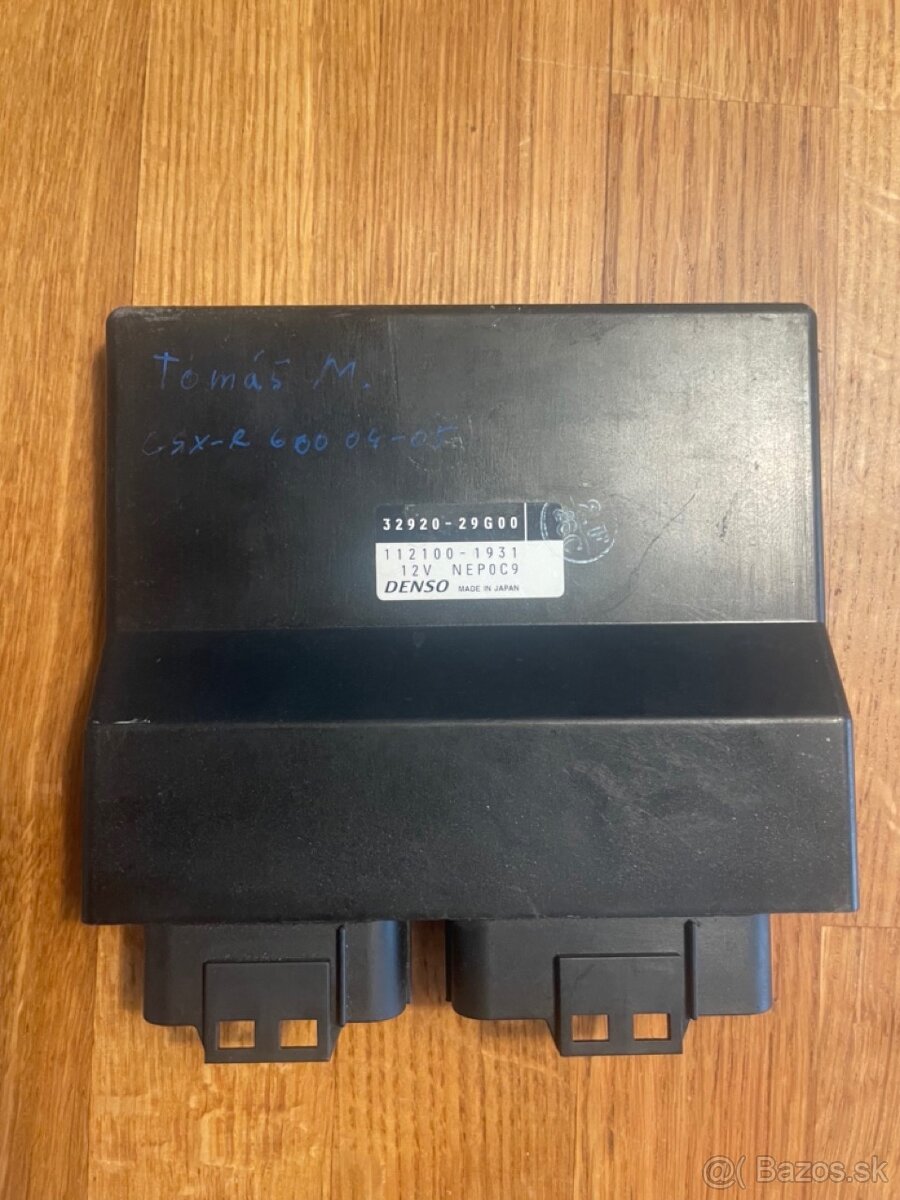 Tomáš M.
GSX-R 600 04-05
32920-29G00
112100-1931
12V NEP0C9
DENSO MADE IN JAPAN
@( Bazos.sk